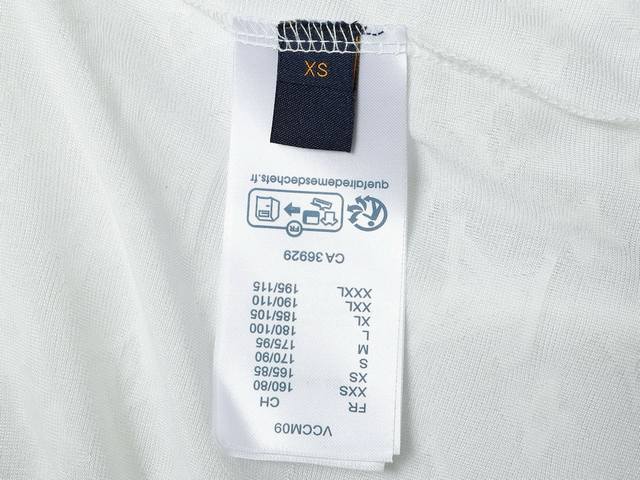 XS
VCCM09
FR CH
XXS 160/80
XS 165/85
S 170/90
M 175/95
L 180/100
XL 185/105
XXL 190/110
XXXL 195/115
CA 36929
FR
quefairedemesdechets.fr